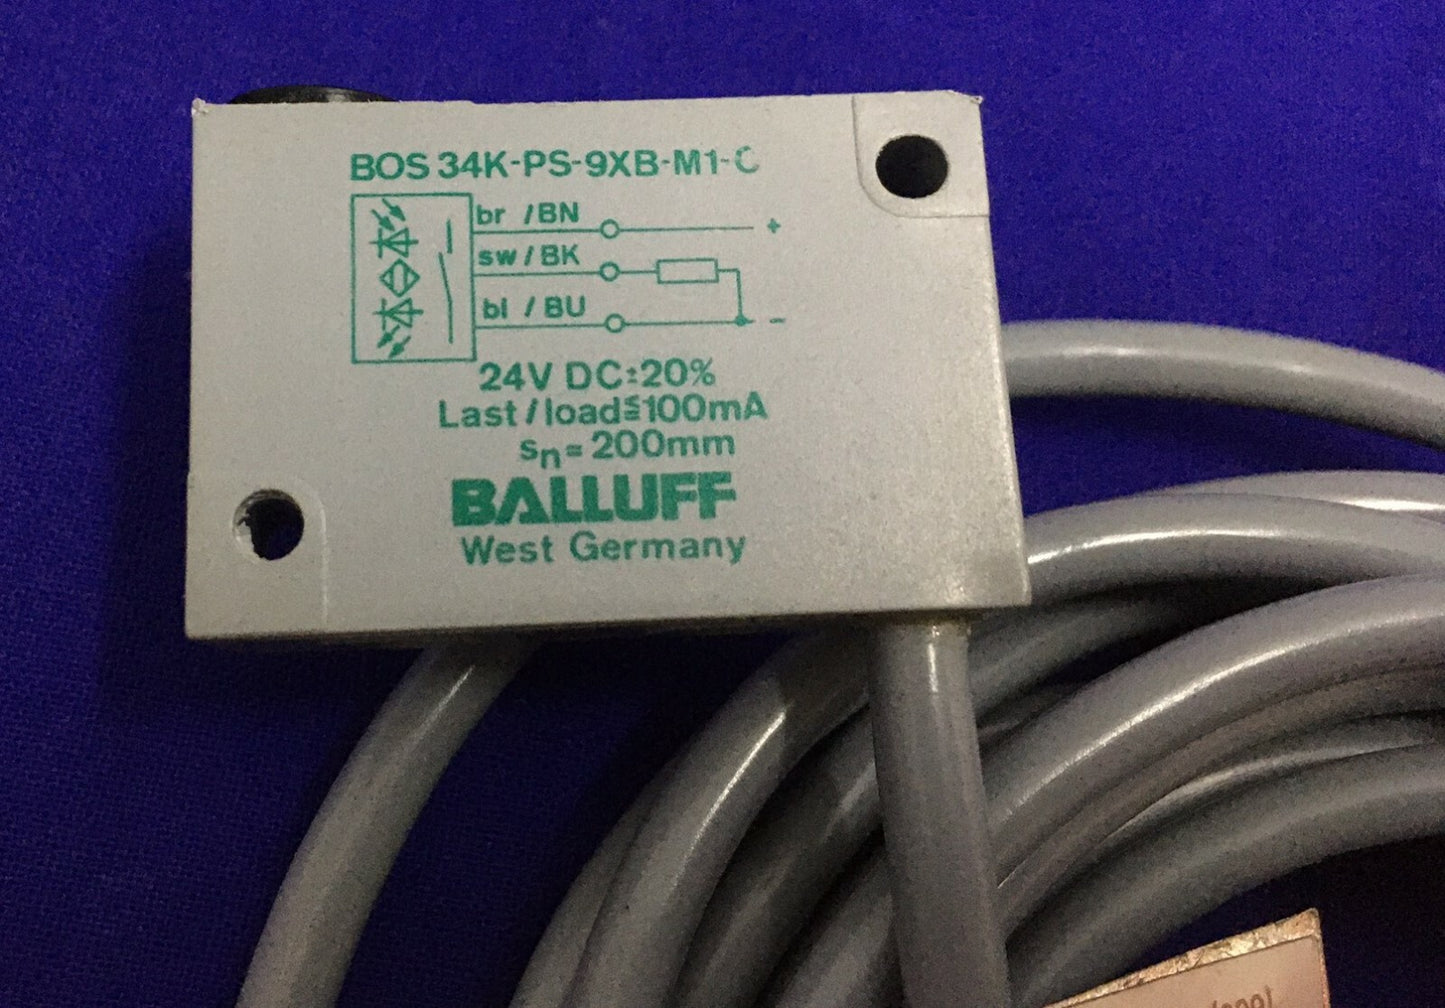 BOS 34K-PS-9XB-M1-C
br /BN +
sw/BK
bl /BU -
24V DC±20%
Last/load≦100mA
sn=200mm
BALLUFF
West Germany